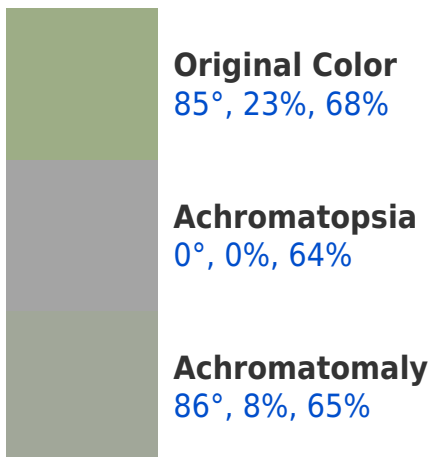 Original Color
85°, 23%, 68%
Achromatopsia
0°, 0%, 64%
Achromatomaly
86°, 8%, 65%